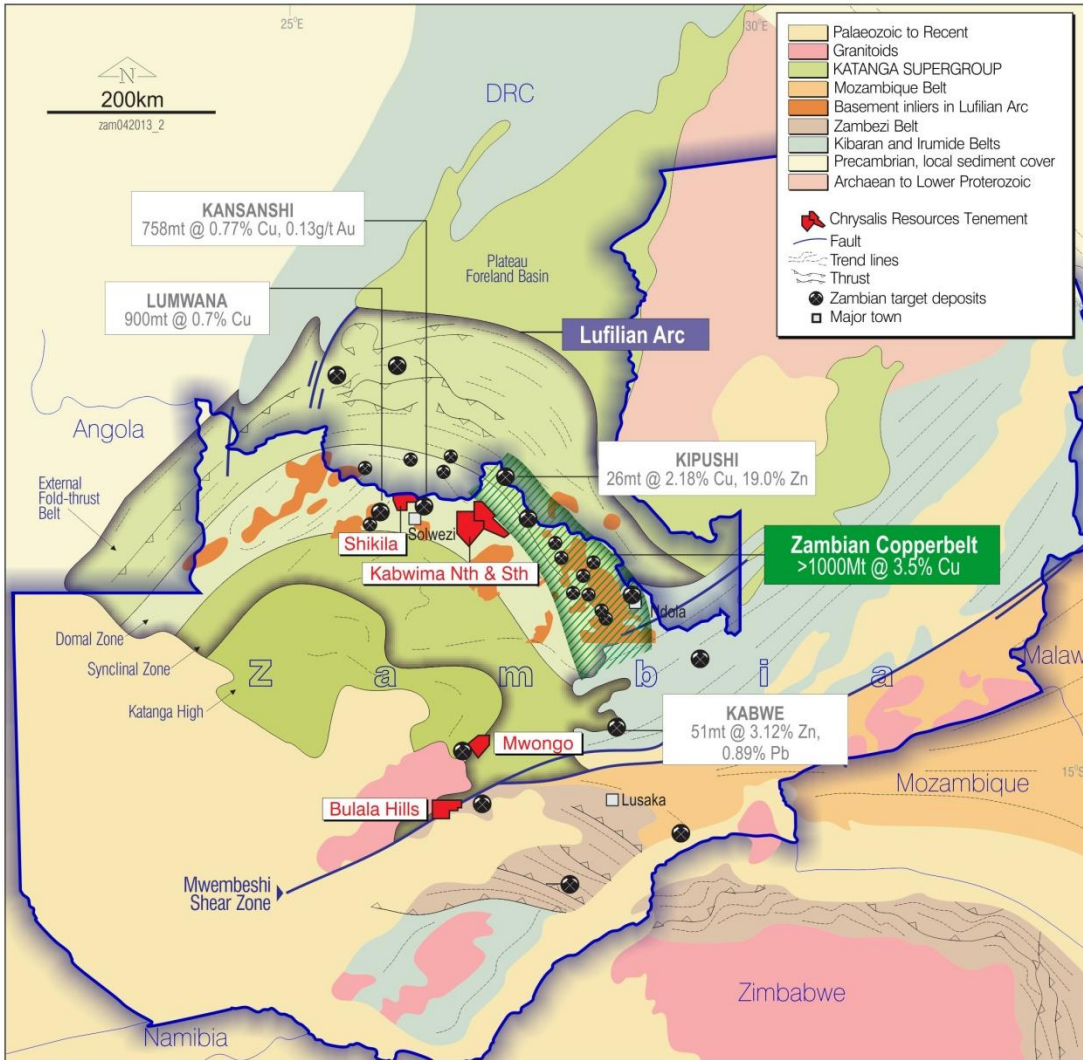 25°E
30°E
N
200km
zam042013_2
Palaeozoic to Recent
Granitoids
KATANGA SUPERGROUP
Mozambique Belt
Basement inliers in Lufilian Arc
Zambezi Belt
Kibaran and Irumide Belts
Precambrian, local sediment cover
Archaean to Lower Proterozoic
Chrysalis Resources Tenement
Fault
Trend lines
Thrust
Zambian target deposits
Major town
DRC
KANSANSHI
758mt @ 0.77% Cu, 0.13g/t Au
Plateau
Foreland Basin
LUMWANA
900mt @ 0.7% Cu
Lufilian Arc
Angola
External
Fold-thrust
Belt
KIPUSHI
26mt @ 2.18% Cu, 19.0% Zn
Shikila
Solwezi
Kabwima Nth & Sth
Zambian Copperbelt
>1000Mt @ 3.5% Cu
Ndola
Domal Zone
Synclinal Zone
Katanga High
Z a m b i a
Malaw
KABWE
51mt @ 3.12% Zn,
0.89% Pb
Mwongo
15°S
Mozambique
Bulala Hills
Lusaka
Mwembeshi
Shear Zone
Zimbabwe
Namibia